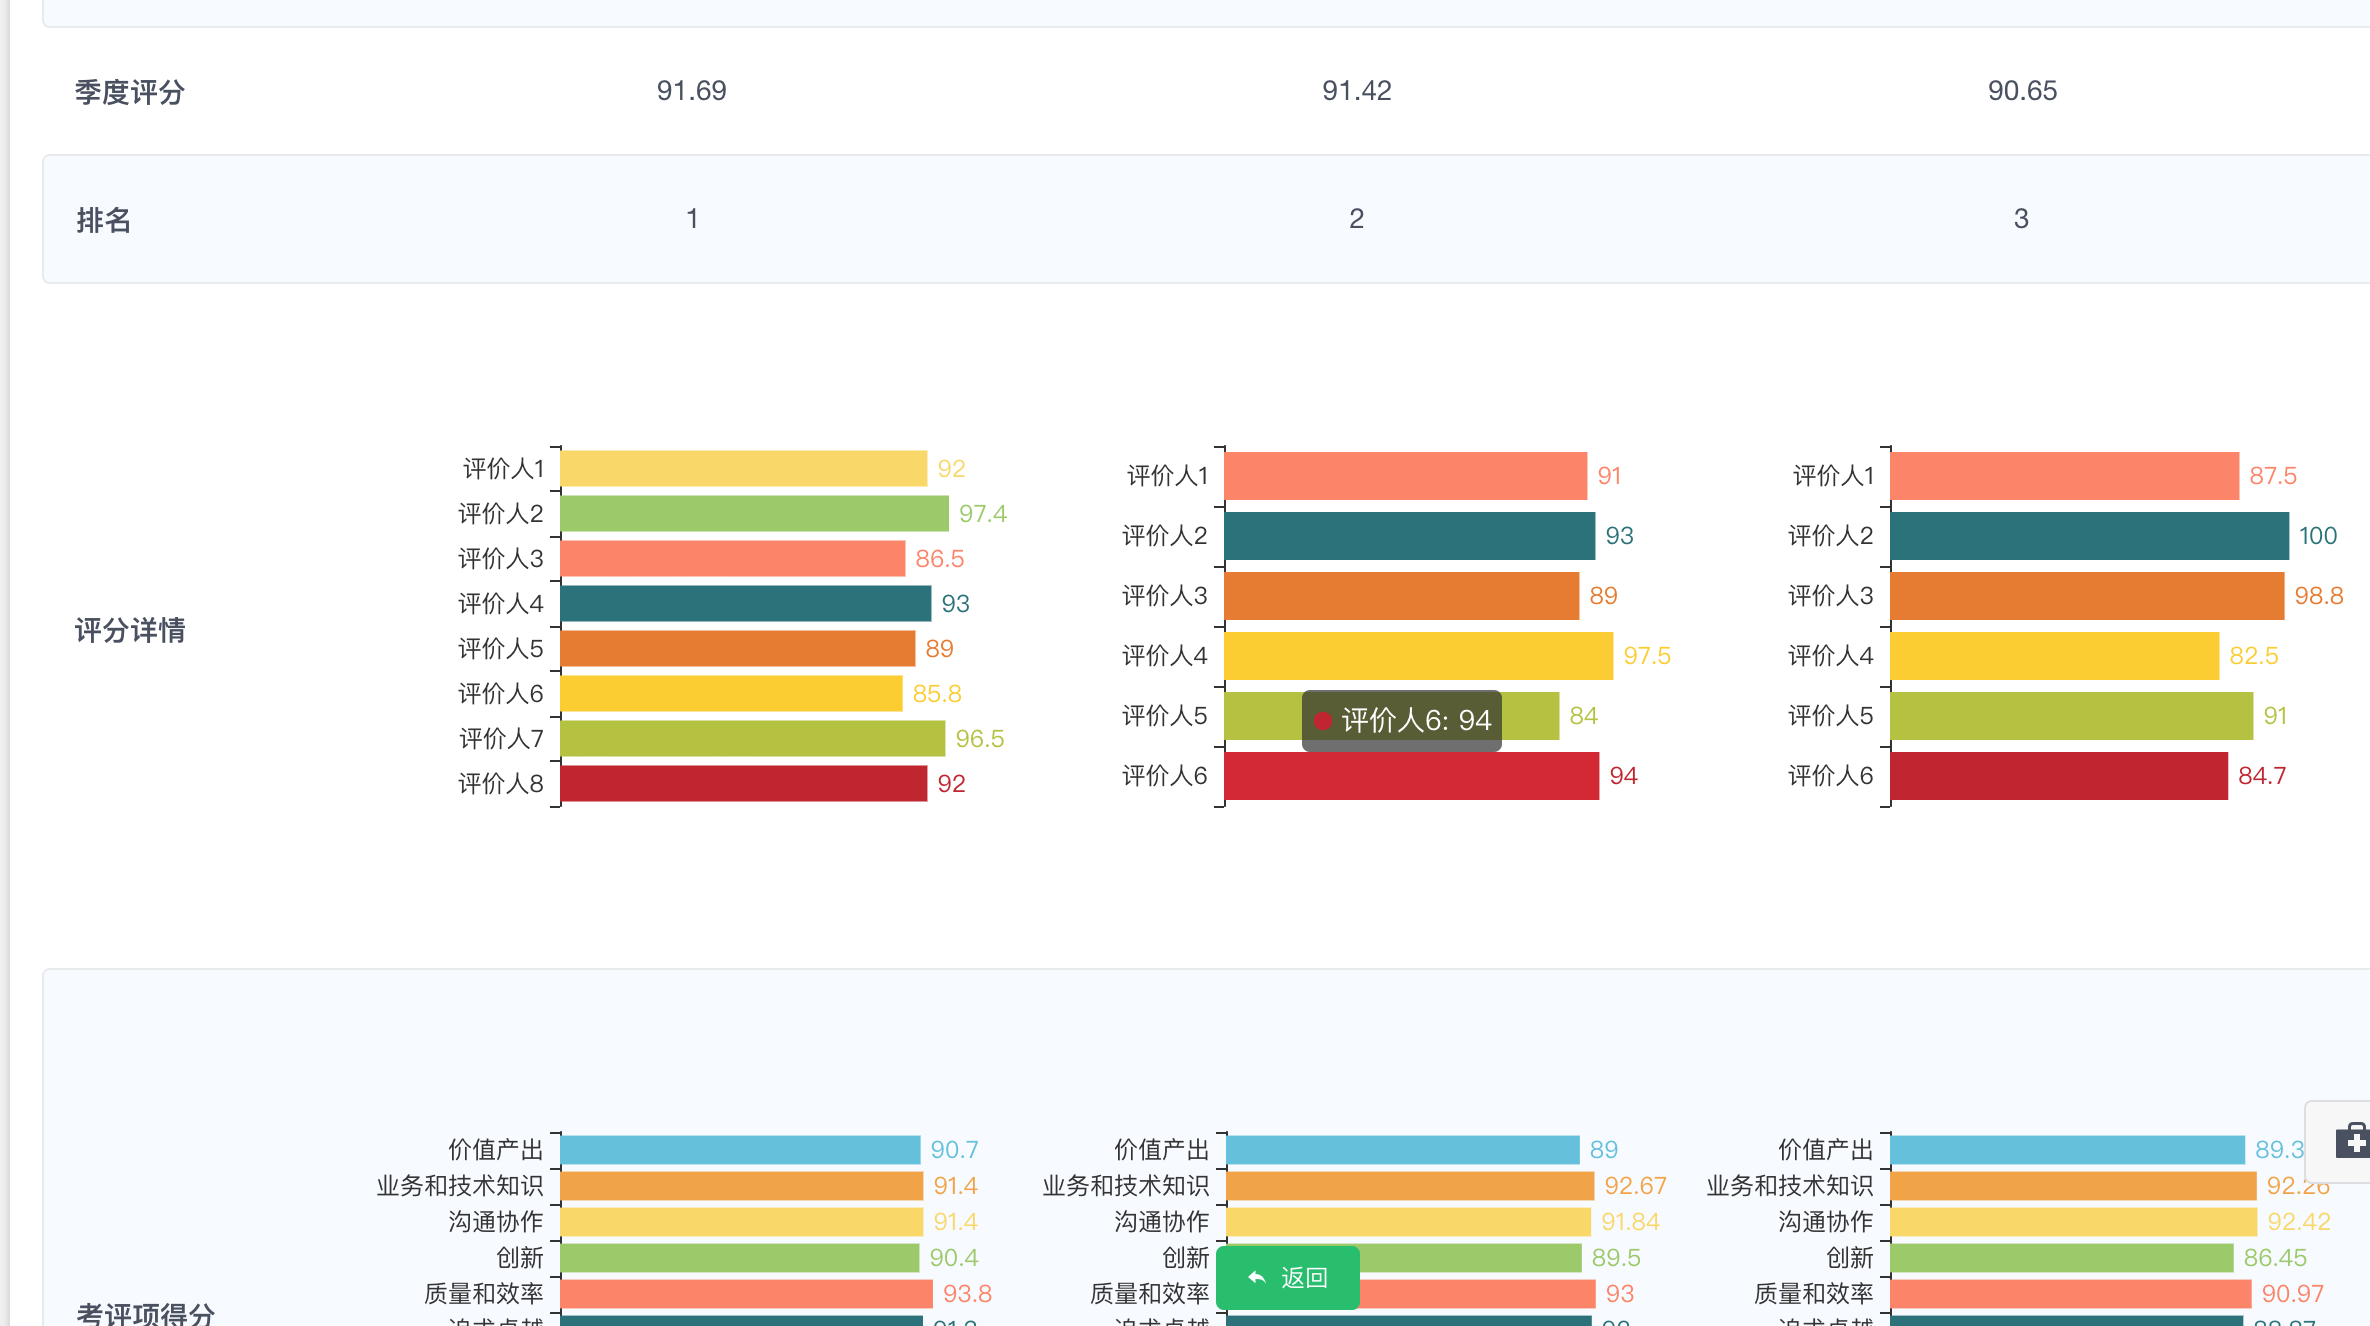 季度评分 91.69 91.42 90.65
排名 1 2 3
评分详情
评价人1 92
评价人2 97.4
评价人3 86.5
评价人4 93
评价人5 89
评价人6 85.8
评价人7 96.5
评价人8 92
评价人1 91
评价人2 93
评价人3 89
评价人4 97.5
评价人5 84
评价人6: 94
评价人6 94
评价人1 87.5
评价人2 100
评价人3 98.8
评价人4 82.5
评价人5 91
评价人6 84.7
考评项得分
价值产出 90.7
业务和技术知识 91.4
沟通协作 91.4
创新 90.4
质量和效率 93.8
追求卓越
价值产出 89
业务和技术知识 92.67
沟通协作 91.84
创新 89.5
质量和效率 93
追求卓越
返回
价值产出 89.3
业务和技术知识 92.26
沟通协作 92.42
创新 86.45
质量和效率 90.97
追求卓越